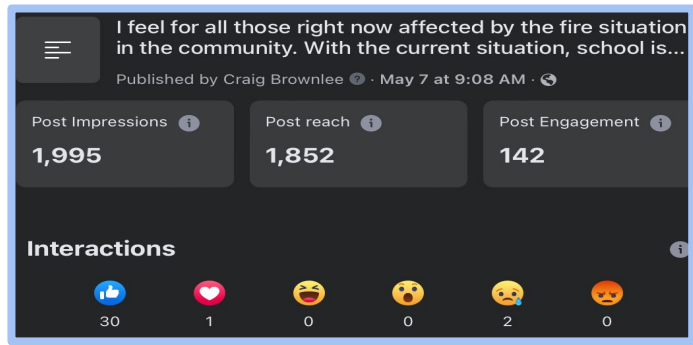 I feel for all those right now affected by the fire situation
in the community. With the current situation, school is...
Published by Craig Brownlee ? · May 7 at 9:08 AM ·
Post Impressions i Post reach i Post Engagement i
1,995 1,852 142
Interactions i
30 1 0 0 2 0